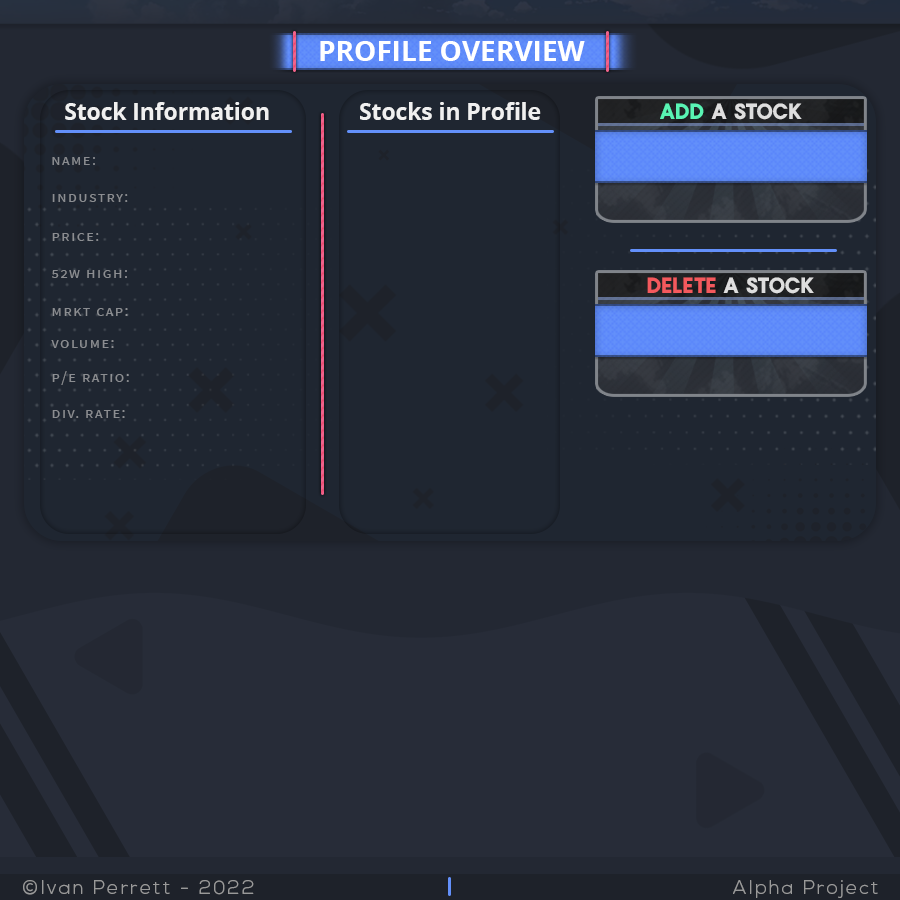 PROFILE OVERVIEW
Stock Information
NAME:
INDUSTRY:
PRICE:
52W HIGH:
MRKT CAP:
VOLUME:
P/E RATIO:
DIV. RATE:
Stocks in Profile
ADD A STOCK
DELETE A STOCK
©Ivan Perrett - 2022
Alpha Project